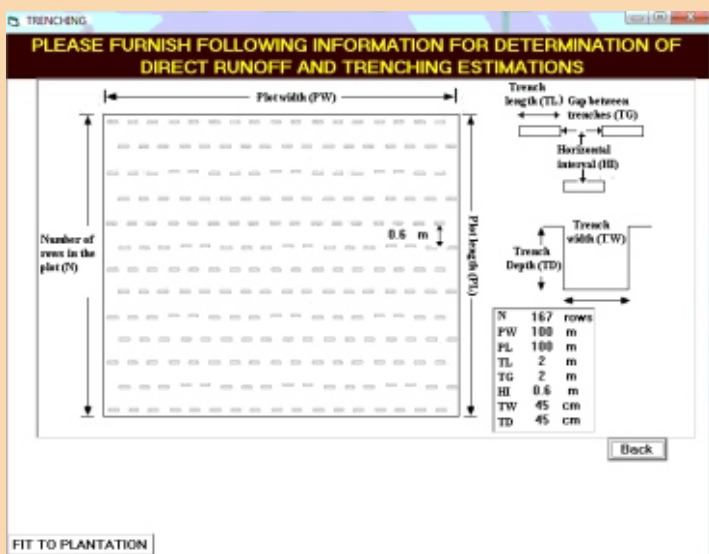 TRENCHING
PLEASE FURNISH FOLLOWING INFORMATION FOR DETERMINATION OF
DIRECT RUNOFF AND TRENCHING ESTIMATIONS
Plot width (PW)
Trench
length (TL)
Gap between
trenches (TG)
Horizontal
interval (HI)
Number of
rows in the
plot (N)
0.6 m
Plot length (PL)
Trench
width (TW)
Trench
Depth (TD)
N 167 rows
PW 100 m
PL 100 m
TL 2 m
TG 2 m
HI 0.6 m
TW 45 cm
TD 45 cm
Back
FIT TO PLANTATION